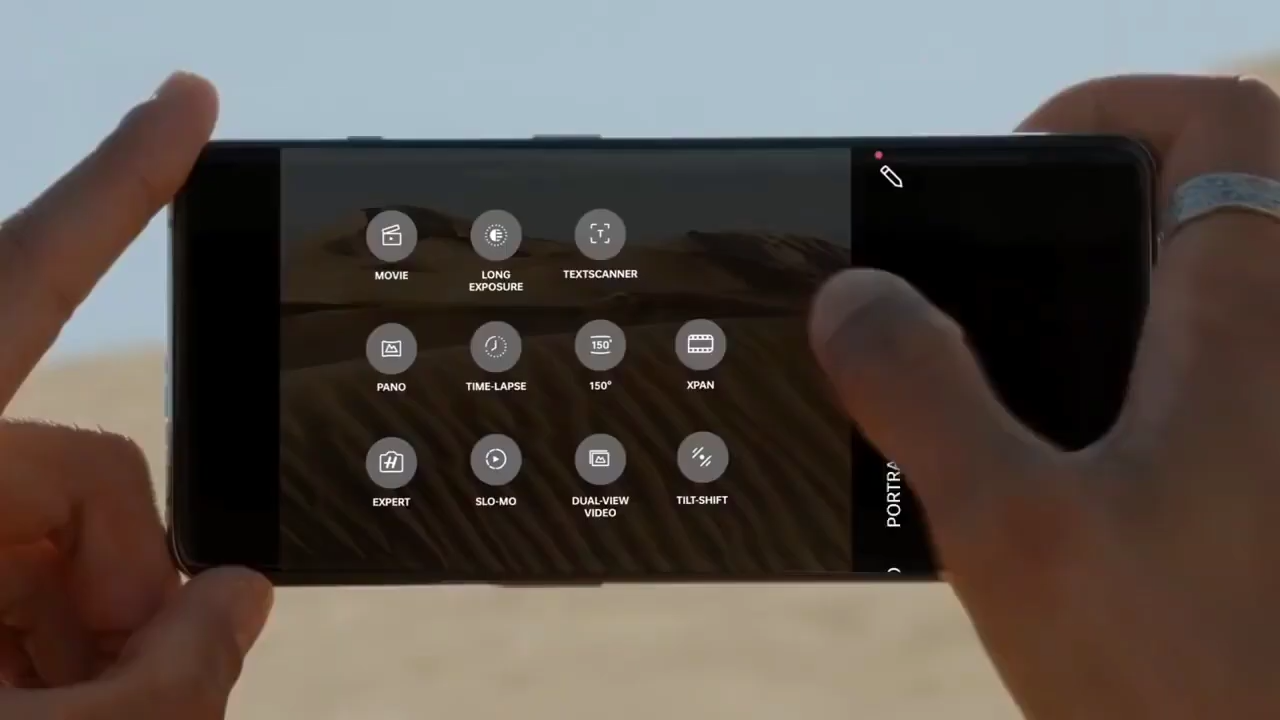 MOVIE
LONG
EXPOSURE
T
TEXTSCANNER
PANO
TIME-LAPSE
150°
150°
XPAN
H
EXPERT
SLO-MO
DUAL-VIEW
VIDEO
TILT-SHIFT